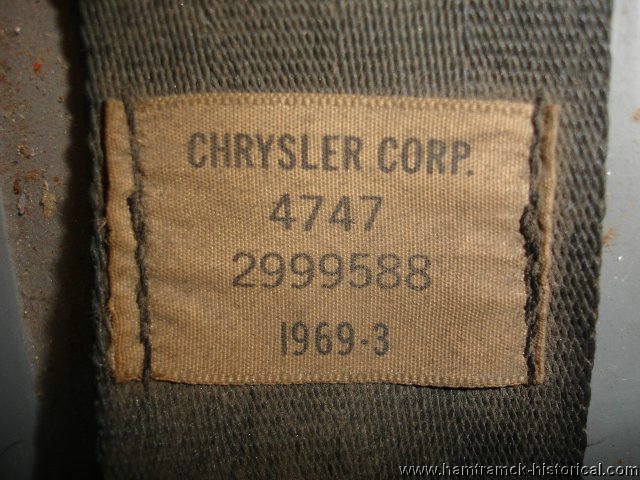 CHRYSLER CORP.
4747
2999588
1969-3
www.hamtramck-historical.com